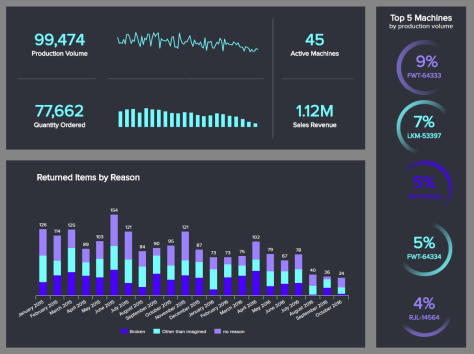 99,474
Production Volume
45
Active Machines
77,662
Quantity Ordered
1.12M
Sales Revenue
Top 5 Machines
by production volume
9%
FWT-64333
7%
LKM-53397
5%
5%
FWT-64334
4%
RJL-14564
Returned Items by Reason
126
114
125
89
103
154
121
84
90
95
121
87
73
73
75
102
79
67
78
40
36
34
January 2015
February 2015
March 2015
April 2015
May 2015
June 2015
July 2015
August 2015
September 2015
October 2015
November 2015
December 2015
January 2016
February 2016
March 2016
April 2016
May 2016
June 2016
July 2016
August 2016
September 2016
October 2016
Broken
Other than imagined
no reason